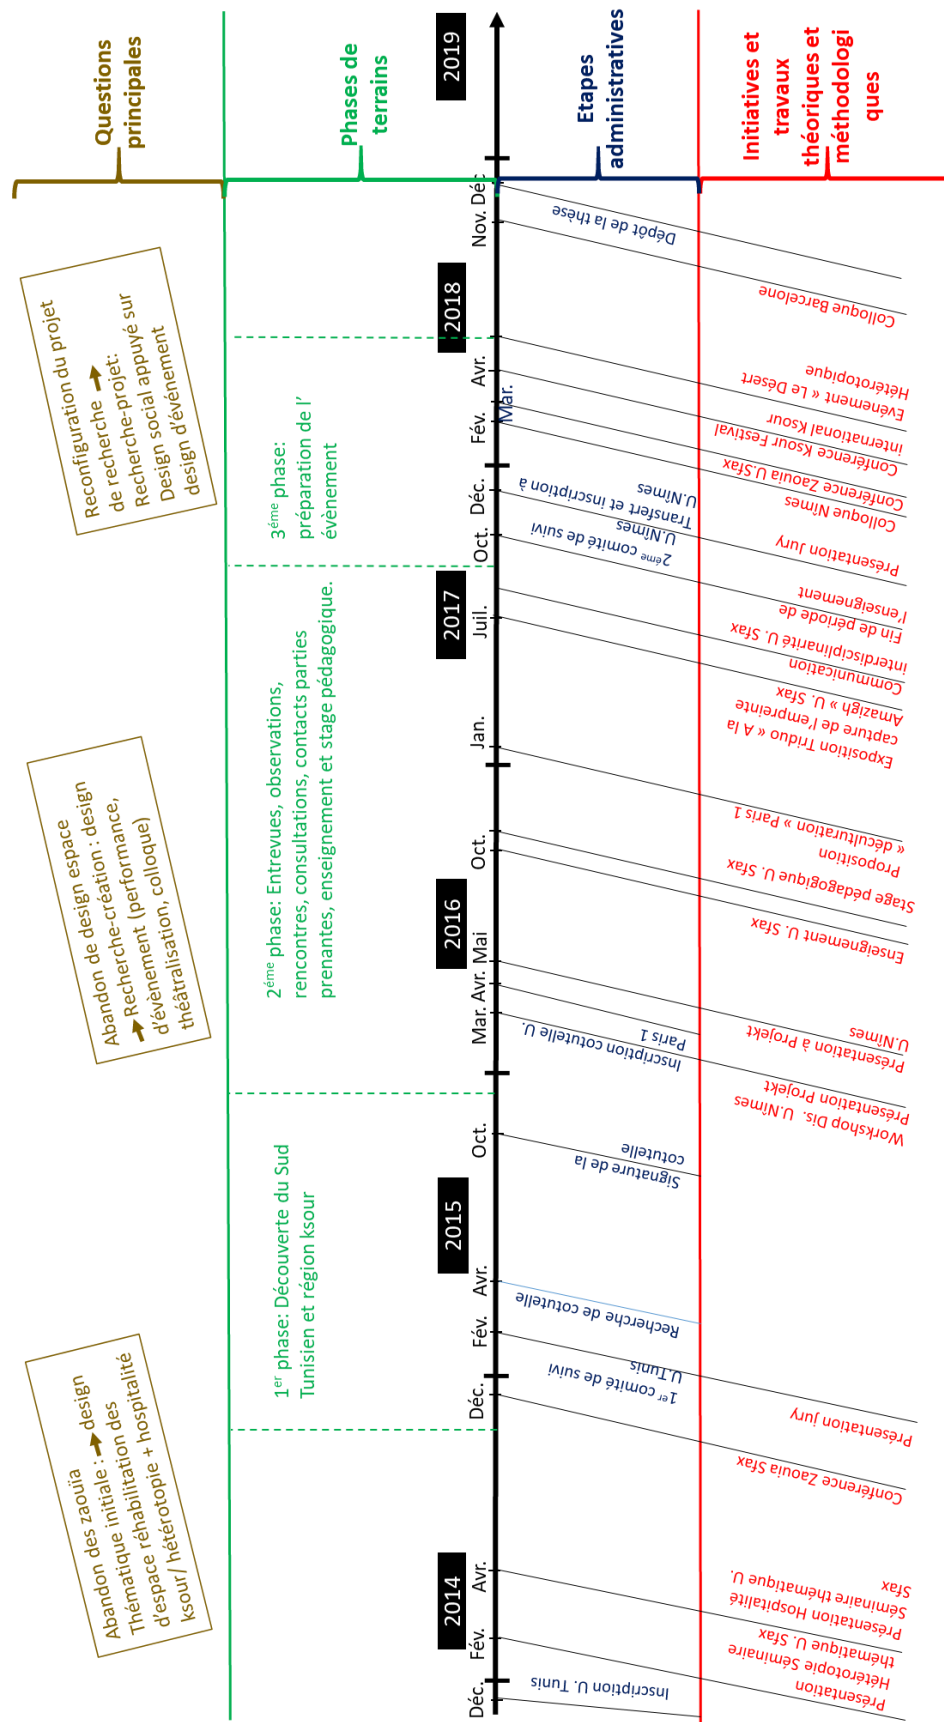 Questions
principales
Phases de
terrains
Etapes
administratives
Initiatives et
travaux
théoriques et
méthodologi
ques
Abandon des zaouïa
Thématique initiale : design
d'espace réhabilitation des
ksour/ hétérotopie + hospitalité
Abandon de design espace
Recherche-création : design
d'évènement (performance,
théâtralisation, colloque)
Reconfiguration du projet
de recherche
Recherche-projet:
Design social appuyé sur
design d'événement
1er phase: Découverte du Sud
Tunisien et région ksour
2éme phase: Entrevues, observations,
rencontres, consultations, contacts parties
prenantes, enseignement et stage pédagogique.
3éme phase:
préparation de l'
évènement
2014
2015
2016
2017
2018
2019
Déc.
Fév.
Avr.
Déc.
Fév.
Avr.
Oct.
Mar.
Avr.
Mai
Oct.
Jan.
Juil.
Oct.
Déc.
Fév.
Mar.
Avr.
Nov.
Déc
Inscription U. Tunis
1er comité de suivi
U.Tunis
Recherche de cotutelle
Signature de la
cotutelle
Inscription cotutelle U.
Paris 1
2ème comité de suivi
U.Nîmes
Transfert et inscription à
U.Nîmes
Dépôt de la thèse
Présentation
Hétérotopie Séminaire
thématique U. Sfax
Présentation Hospitalité
Séminaire thématique U.
Sfax
Conférence Zaouia Sfax
Présentation jury
Workshop Dis. U.Nîmes
Présentation Projekt
Présentation à Projekt
U.Nîmes
Enseignement U. Sfax
Stage pédagogique U. Sfax
Proposition
« déculturation » Paris 1
Exposition Triduo « A la
capture de l'empreinte
Amazigh » U. Sfax
Communication
interdisciplinarité U. Sfax
Fin de période de
l'enseignement
Présentation Jury
Colloque Nîmes
Conférence Zaouia U.Sfax
Conférence Ksour Festival
international Ksour
Evénement « Le Désert
Hétérotopique
Colloque Barcelone